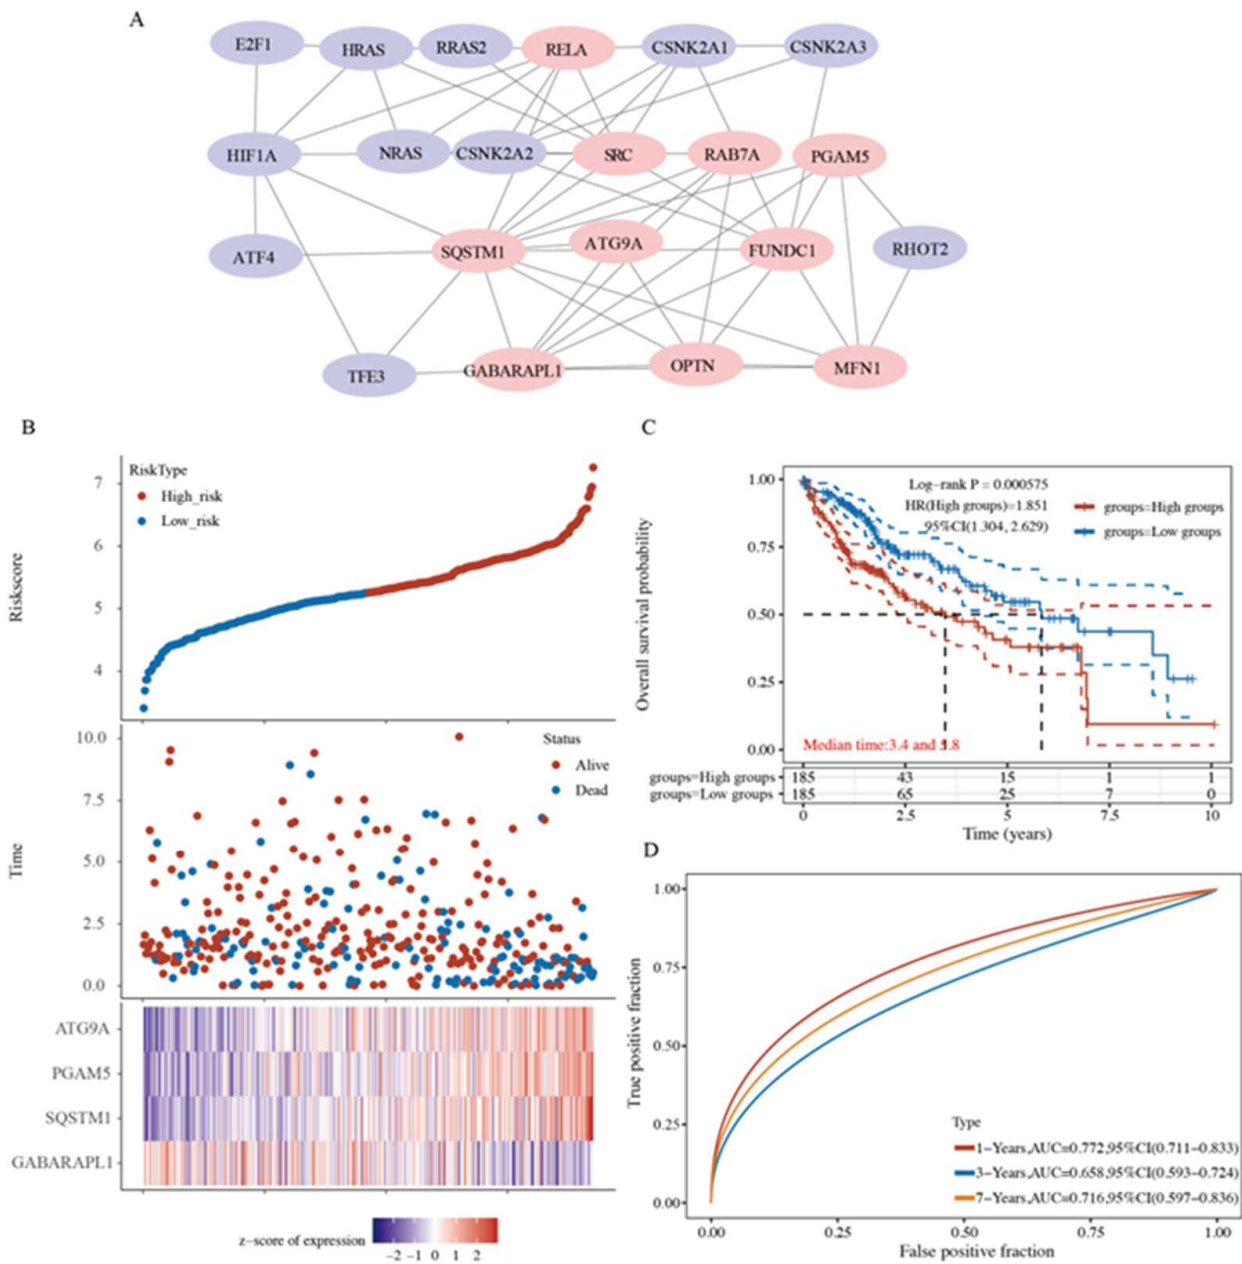 A
E2F1
HRAS
RRAS2
RELA
CSNK2A1
CSNK2A3
HIF1A
NRAS
CSNK2A2
SRC
RAB7A
PGAM5
ATF4
SQSTM1
ATG9A
FUNDC1
RHOT2
TFE3
GABARAPL1
OPTN
MFN1
B
Riskscore
7
6
5
4
RiskType
High_risk
Low_risk
Time
10.0
7.5
5.0
2.5
0.0
Status
Alive
Dead
ATG9A
PGAM5
SQSTM1
GABARAPL1
z-score of expression
-2 -1 0 1 2
C
Overall survival probability
1.00
0.75
0.50
0.25
0.00
Log-rank P = 0.000575
HR(High groups)=1.851
95%CI(1.304, 2.629)
groups=High groups
groups=Low groups
Median time:3.4 and 5.8
groups=High groups 185 43 15 1 1
groups=Low groups 185 65 25 7 0
0 2.5 5 7.5 10
Time (years)
D
True positive fraction
1.00
0.75
0.50
0.25
0.00
Type
1-Years,AUC=0.772,95%CI(0.711-0.833)
3-Years,AUC=0.658,95%CI(0.593-0.724)
7-Years,AUC=0.716,95%CI(0.597-0.836)
0.00 0.25 0.50 0.75 1.00
False positive fraction